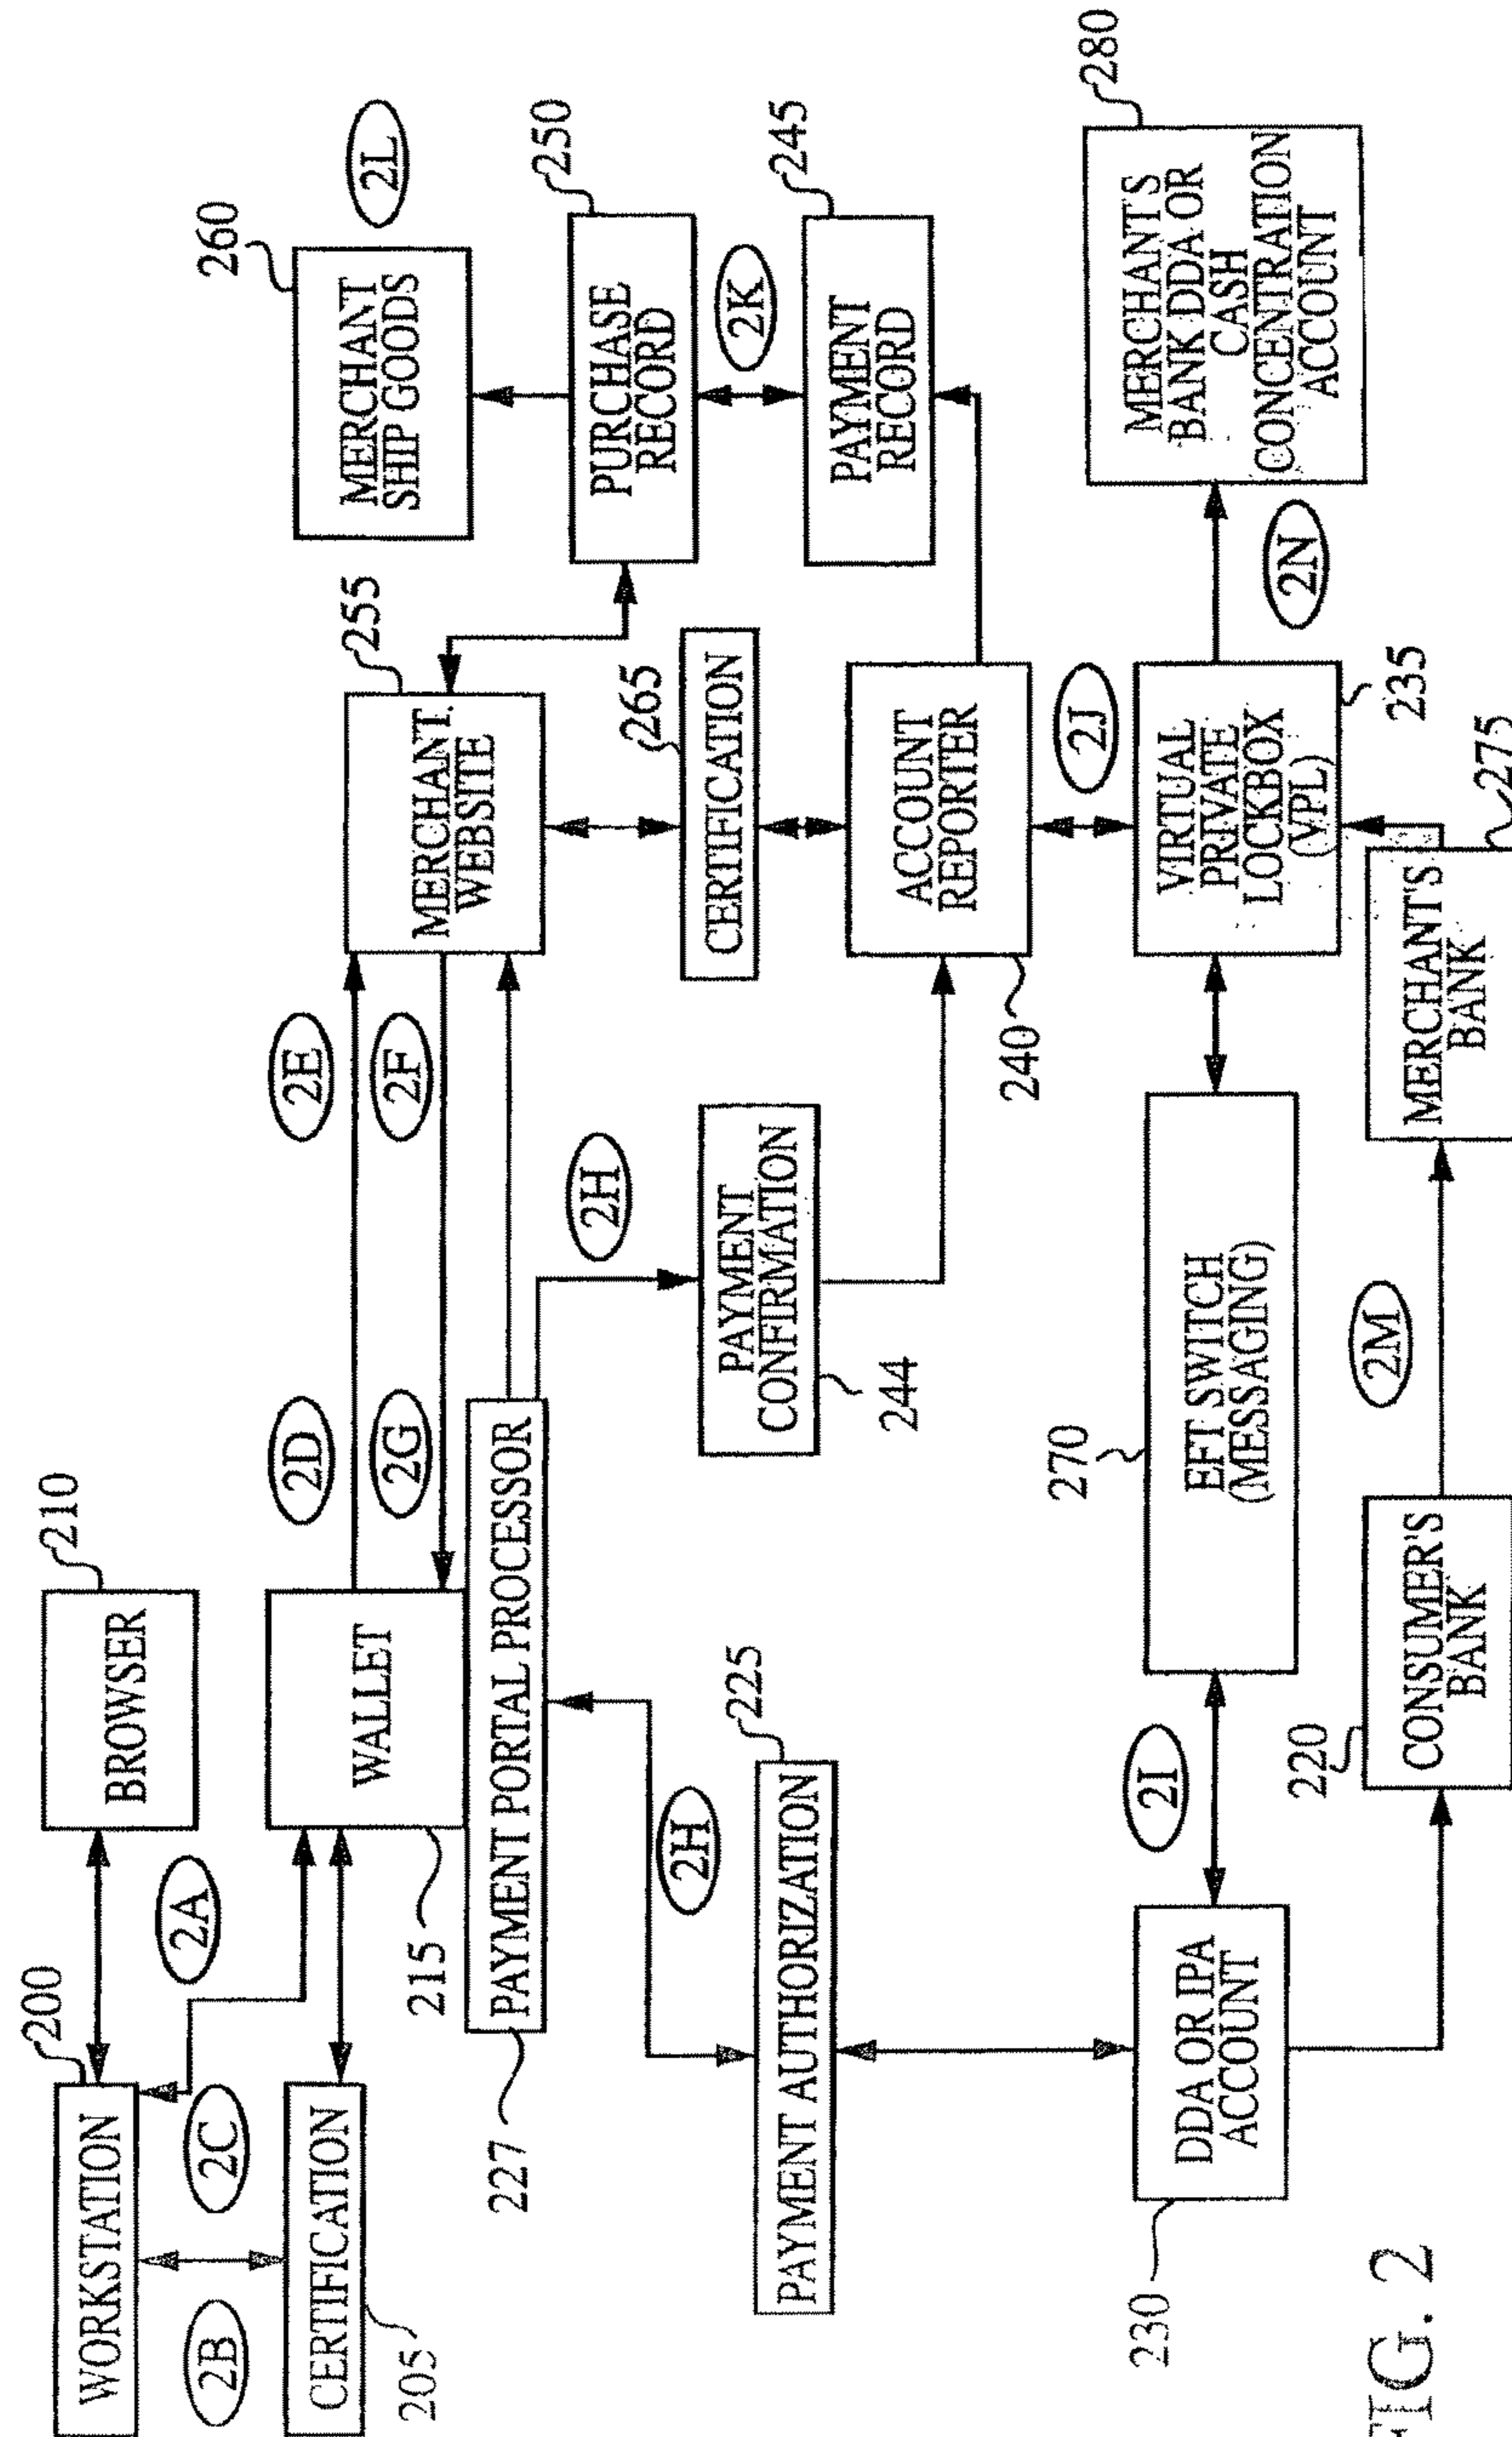 200
WORKSTATION
210
BROWSER
2A
2B
2C
CERTIFICATION
205
WALLET
215
2D
2E
2G
2F
255
MERCHANT
WEBSITE
260
MERCHANT
SHIP GOODS
2L
PAYMENT PORTAL PROCESSOR
227
2H
2H
265
CERTIFICATION
250
PURCHASE
RECORD
2K
225
PAYMENT AUTHORIZATION
PAYMENT
CONFIRMATION
244
ACCOUNT
REPORTER
240
245
PAYMENT
RECORD
2J
230
DDA OR IPA
ACCOUNT
2I
270
EFT SWITCH
(MESSAGING)
VIRTUAL
PRIVATE
LOCKBOX
(VPL)
235
2N
280
MERCHANT'S
BANK DDA OR
CASH
CONCENTRATION
ACCOUNT
220
CONSUMER'S
BANK
2M
MERCHANT'S
BANK
275
FIG. 2